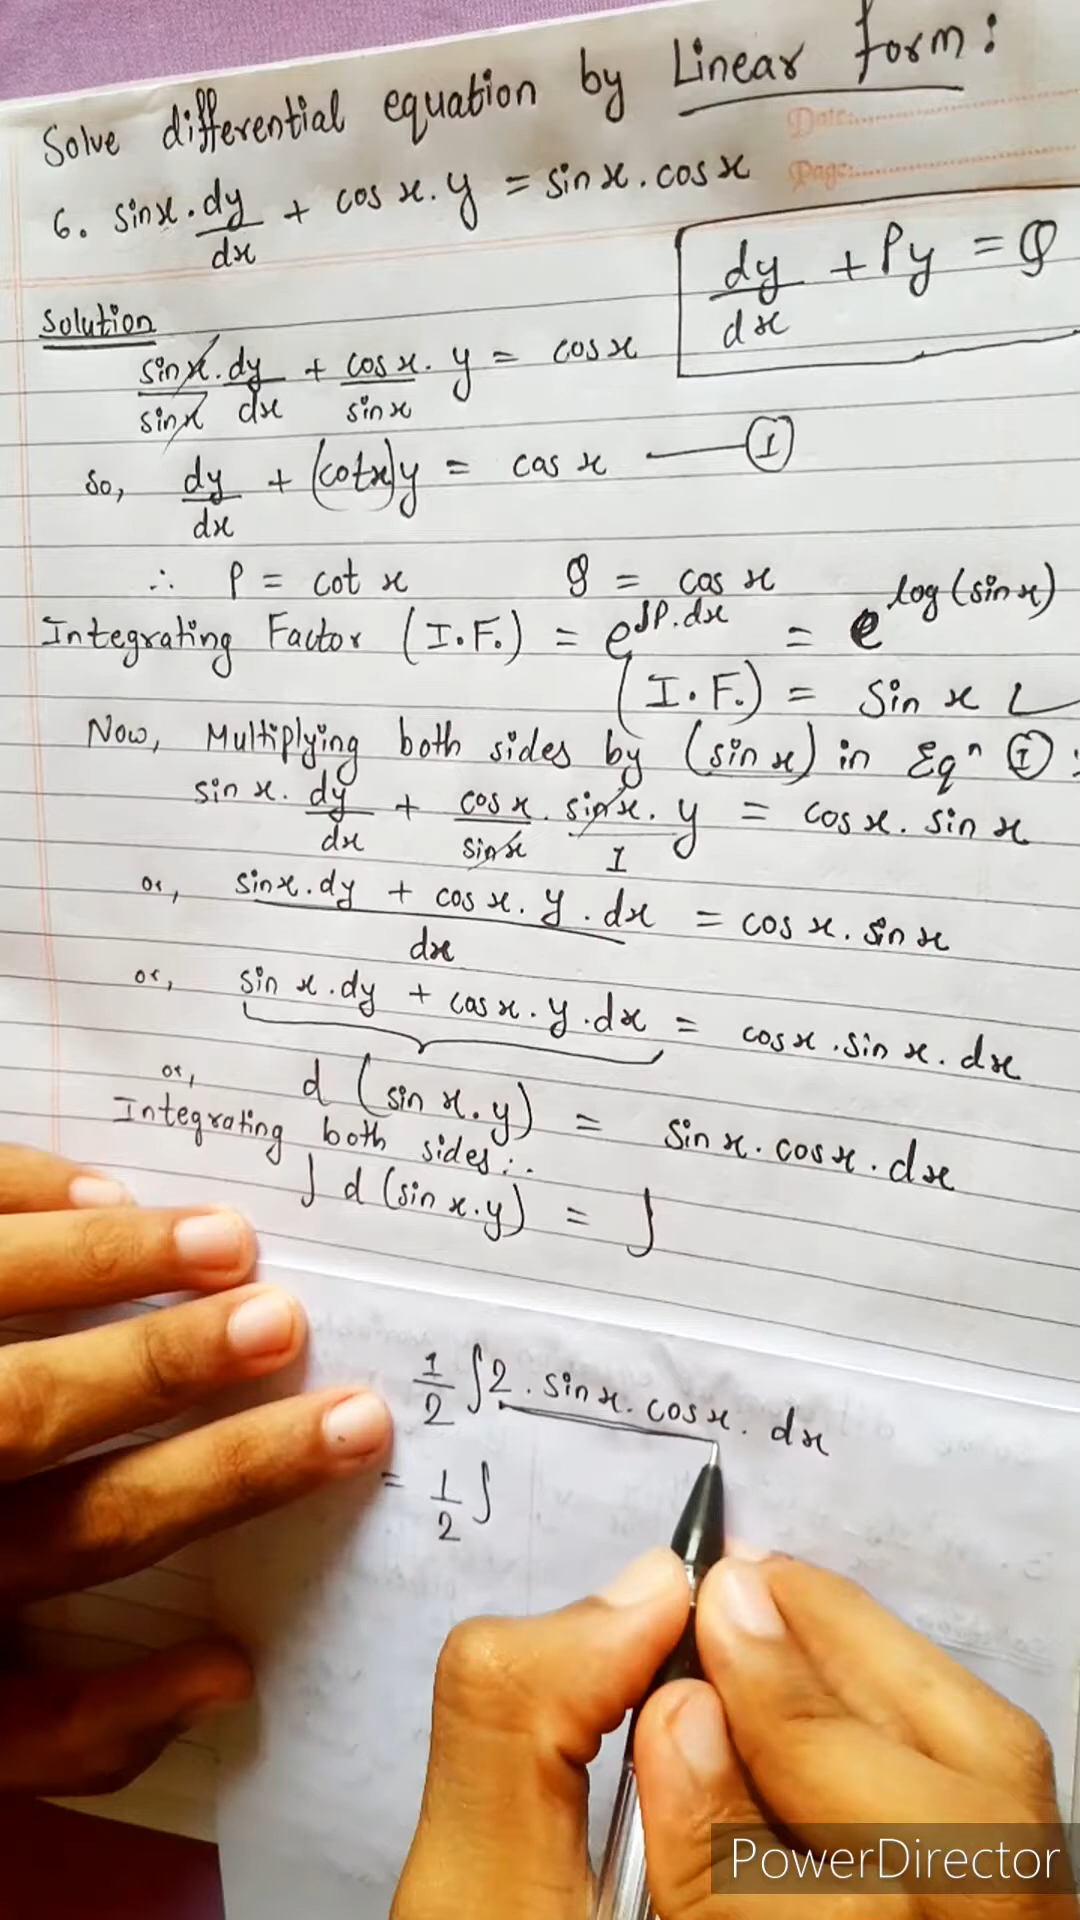 Solve differential equation by Linear form:
Date:
Page:
6. sinx . dy/dx + cos x . y = sin x . cos x
dy/dx + Py = Q
Solution
sinx/sinx . dy/dx + cos x/sin x . y = cos x
So, dy/dx + (cotx)y = cos x — (I)
∴ P = cot x Q = cos x
Integrating Factor (I.F.) = e^∫P.dx = e^log(sin x)
(I.F.) = Sin x
Now, Multiplying both sides by (sin x) in Eqⁿ (I) :
sin x . dy/dx + cos x/sin x . sin x/1 . y = cos x . sin x
or, sinx . dy + cos x . y . dx/dx = cos x . sin x
or, sin x . dy + cos x . y . dx = cos x . sin x . dx
or, d (sin x . y) = sin x . cos x . dx
Integrating both sides :.
∫ d (sin x . y) = ∫
1/2 ∫ 2 . sin x . cos x . dx
= 1/2 ∫
PowerDirector